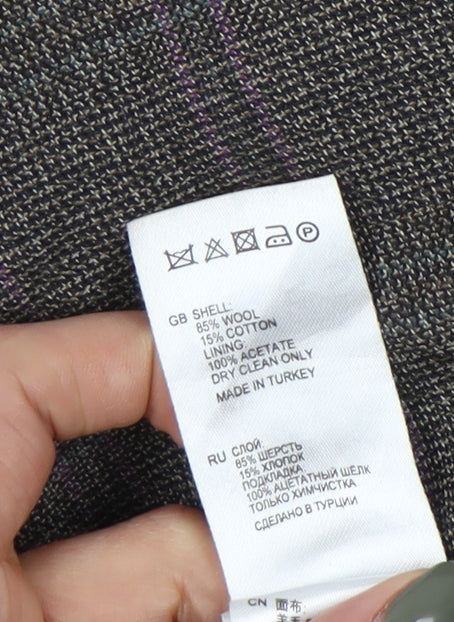 P
GB SHELL:
85% WOOL
15% COTTON
LINING
100% ACETATE
DRY CLEAN ONLY
MADE IN TURKEY
RU СЛОЙ
85% ШЕРСТЬ
15% ХЛОПОК
ПОДКЛАДКА
100% АЦЕТАТНЫЙ ШЁЛК
ТОЛЬКО ХИМЧИСТКА
СДЕЛАНО В ТУРЦИИ
CN 面布: